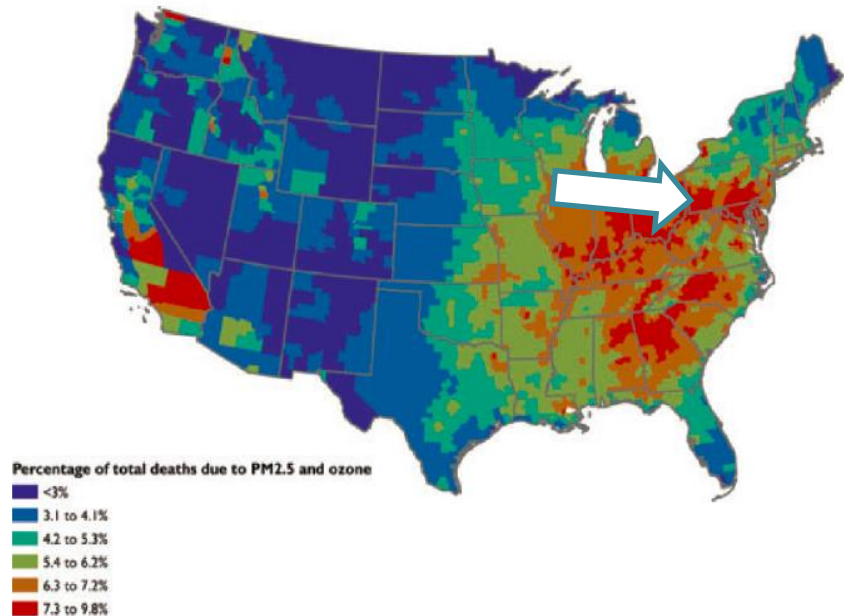 Percentage of total deaths due to PM2.5 and ozone
<3%
3.1 to 4.1%
4.2 to 5.3%
5.4 to 6.2%
6.3 to 7.2%
7.3 to 9.8%